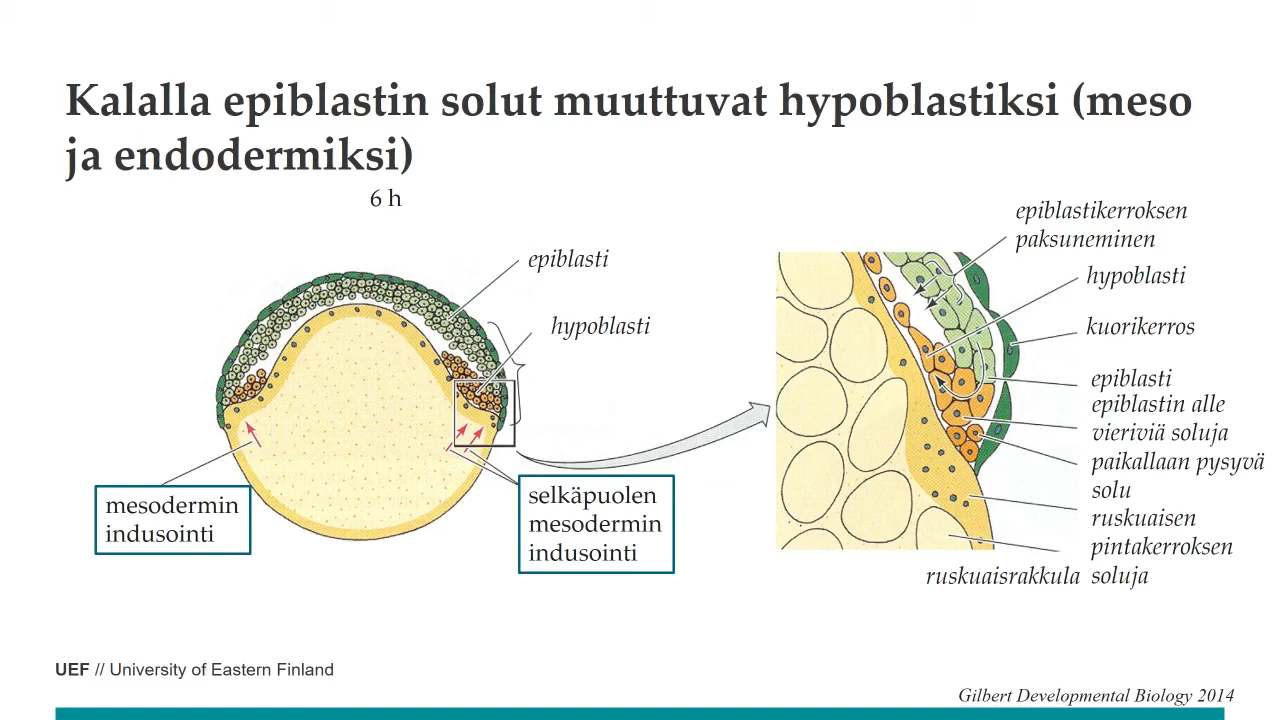 Kalalla epiblastin solut muuttuvat hypoblastiksi (meso
ja endodermiksi)
6 h
epiblasti
hypoblasti
mesodermin
indusointi
selkäpuolen
mesodermin
indusointi
epiblastikerroksen
paksuneminen
hypoblasti
kuorikerros
epiblasti
epiblastin alle
vieriviä soluja
paikallaan pysyvä
solu
ruskuaisen
pintakerroksen
soluja
ruskuaisrakkula
UEF // University of Eastern Finland
Gilbert Developmental Biology 2014